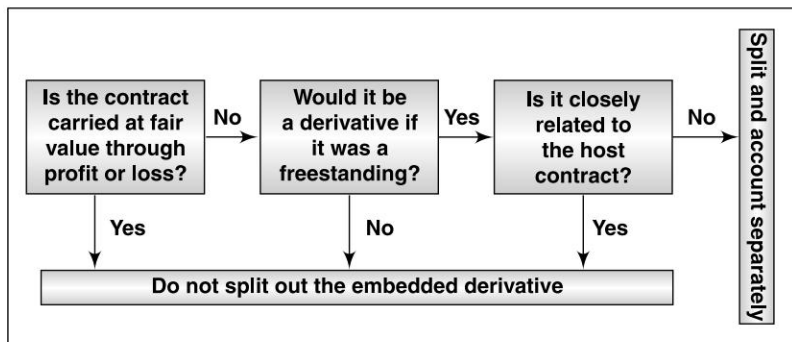 Is the contract
carried at fair
value through
profit or loss?
No
Would it be
a derivative if
it was a
freestanding?
Yes
Is it closely
related to
the host
contract?
No
Split and account separately
Yes
No
Yes
Do not split out the embedded derivative